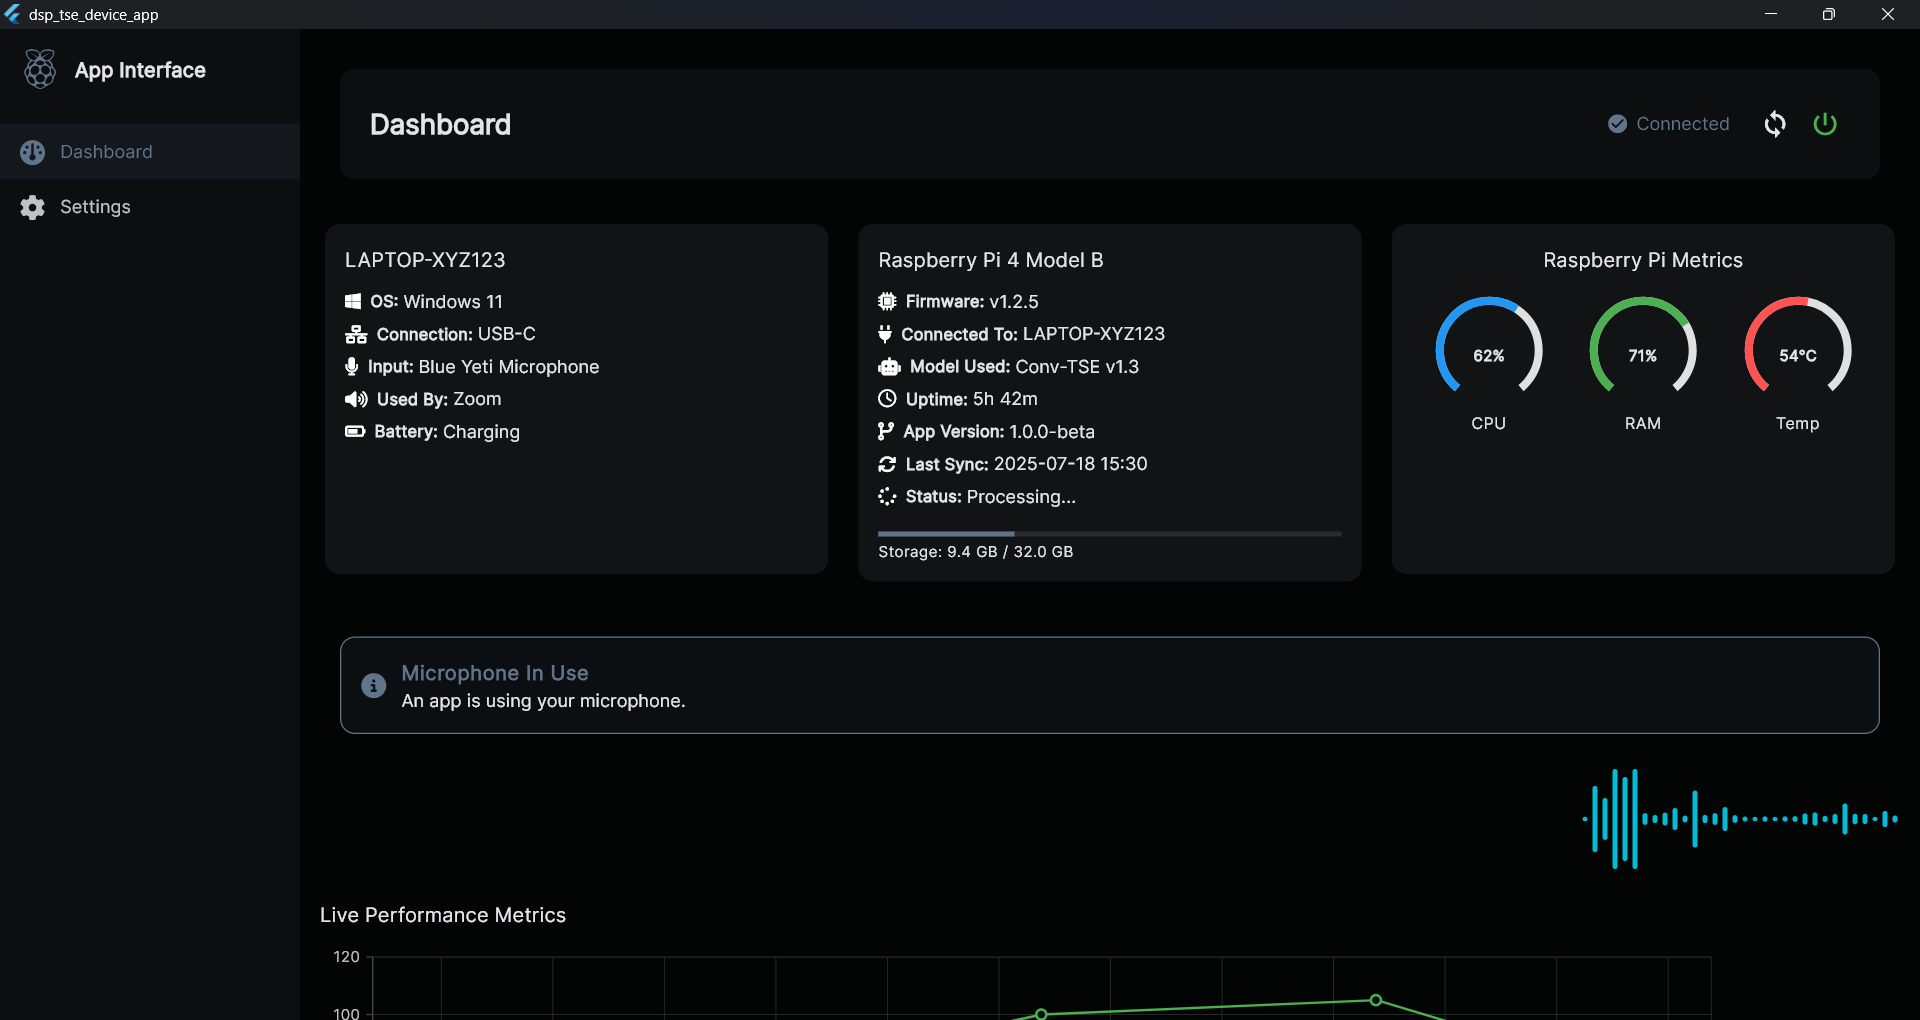 dsp_tse_device_app
App Interface
Dashboard
Settings
Dashboard
Connected
LAPTOP-XYZ123
OS: Windows 11
Connection: USB-C
Input: Blue Yeti Microphone
Used By: Zoom
Battery: Charging
Raspberry Pi 4 Model B
Firmware: v1.2.5
Connected To: LAPTOP-XYZ123
Model Used: Conv-TSE v1.3
Uptime: 5h 42m
App Version: 1.0.0-beta
Last Sync: 2025-07-18 15:30
Status: Processing...
Storage: 9.4 GB / 32.0 GB
Raspberry Pi Metrics
62% 71% 54°C
CPU RAM Temp
Microphone In Use
An app is using your microphone.
Live Performance Metrics
120
100